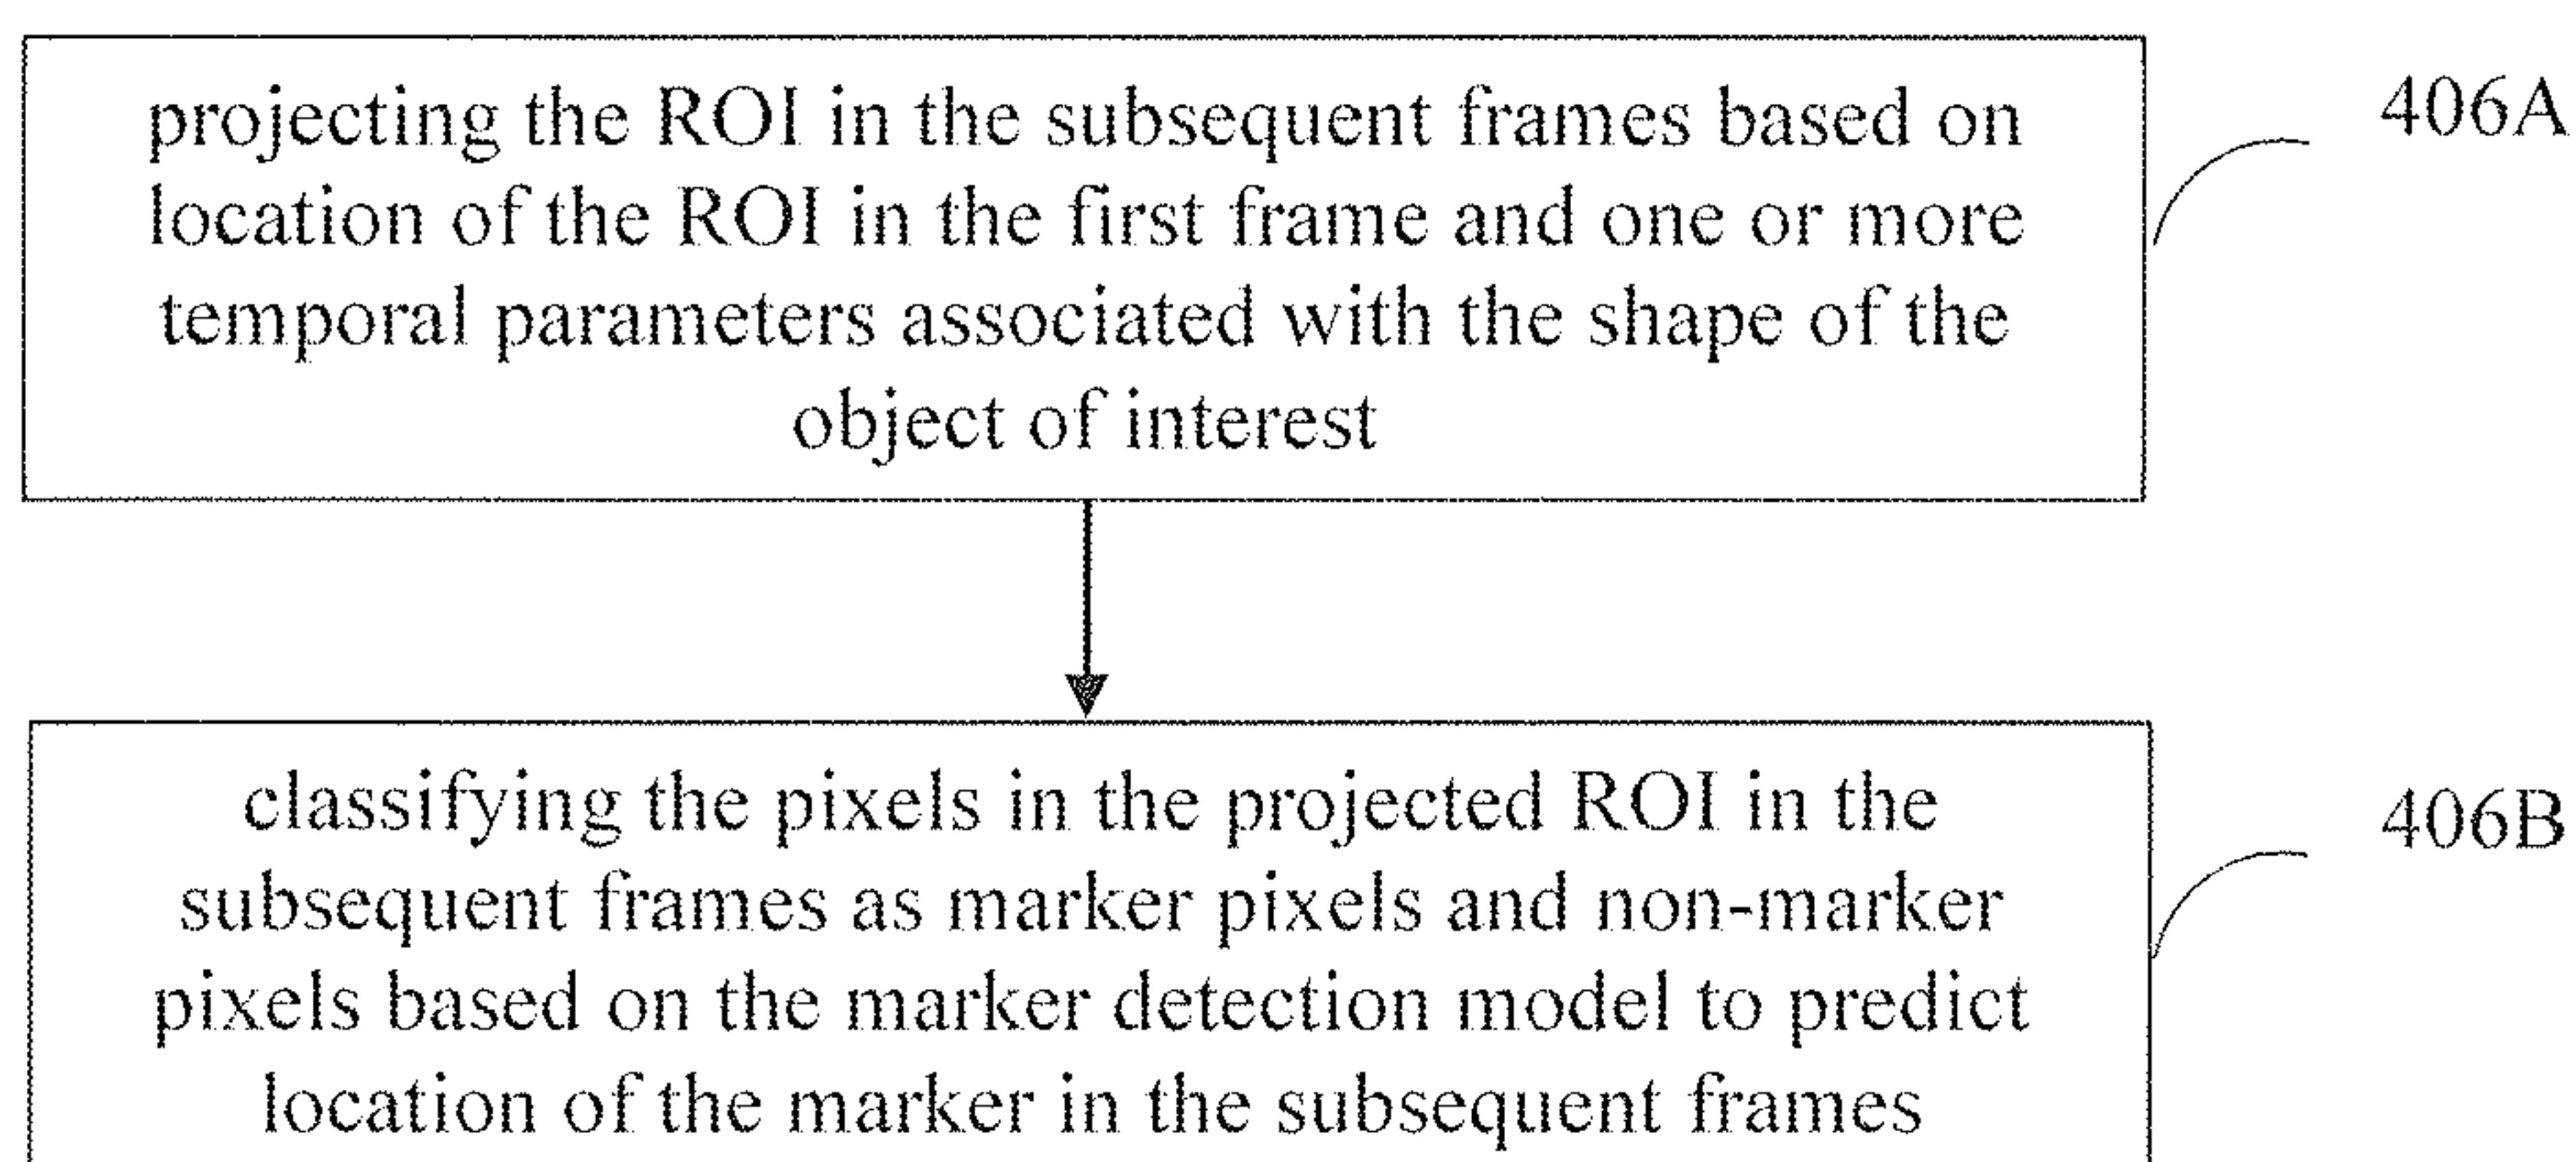 projecting the ROI in the subsequent frames based on
location of the ROI in the first frame and one or more
temporal parameters associated with the shape of the
object of interest
406A
classifying the pixels in the projected ROI in the
subsequent frames as marker pixels and non-marker
pixels based on the marker detection model to predict
location of the marker in the subsequent frames
406B